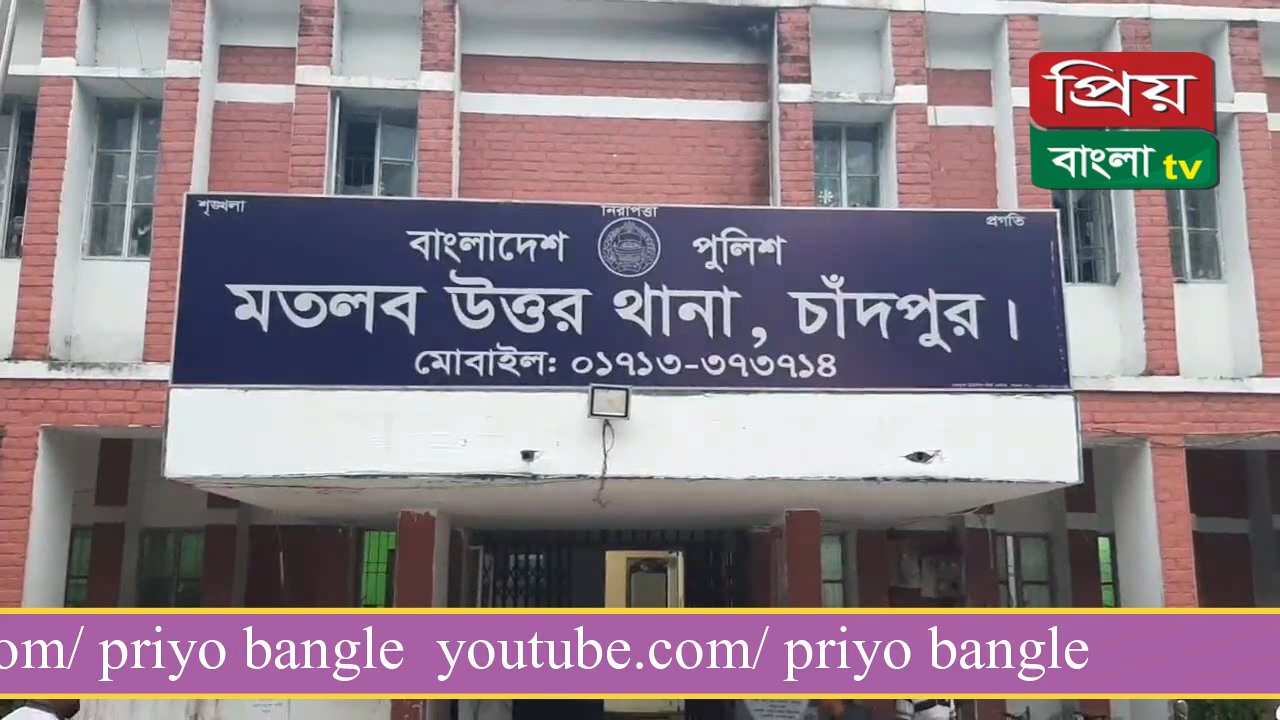 প্রিয়
বাংলা tv
শৃঙ্খলা নিরাপত্তা প্রগতি
বাংলাদেশ পুলিশ
মতলব উত্তর থানা, চাঁদপুর।
মোবাইল: ০১৭১৩-৩৭৩৭১৪
om/ priyo bangle youtube.com/ priyo bangle